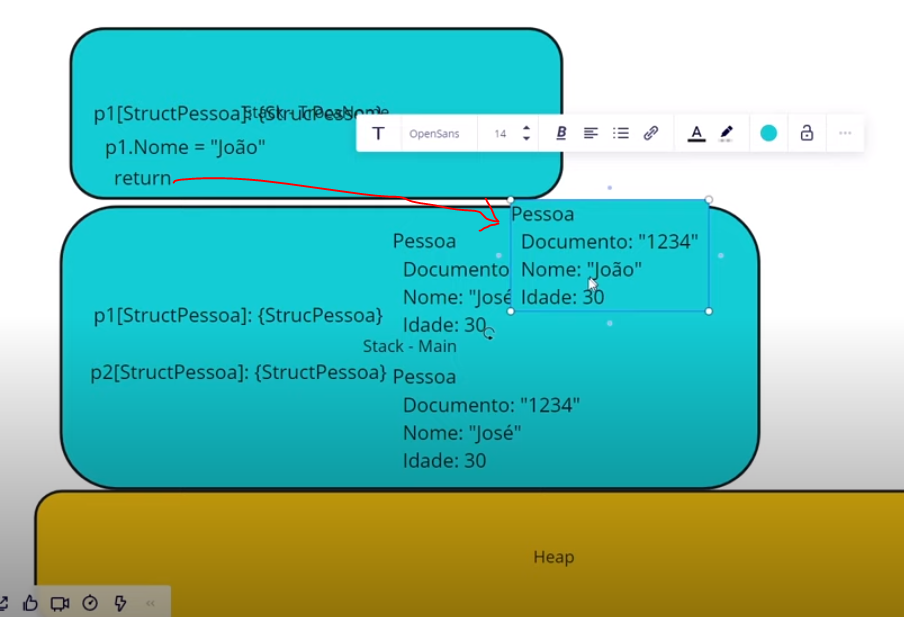 p1[StructPessoa]: {StrucPessoa}
Stack - TrocaNome
OpenSans
14
B
A
p1.Nome = "João"
return
Pessoa
Documento: "1234"
Nome: "João"
Idade: 30
Pessoa
Documento
Nome: "José
Idade: 30
p1[StructPessoa]: {StrucPessoa}
Stack - Main
p2[StructPessoa]: {StructPessoa}
Pessoa
Documento: "1234"
Nome: "José"
Idade: 30
Heap